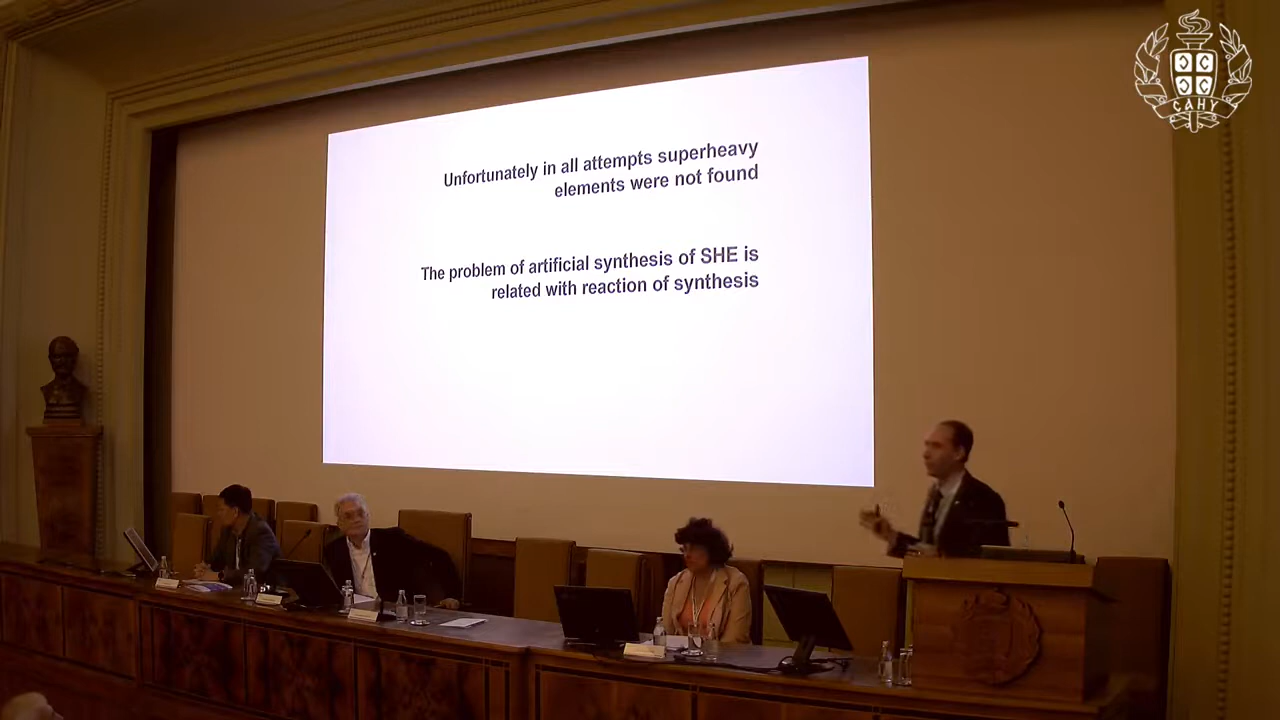 Unfortunately in all attempts superheavy
elements were not found
The problem of artificial synthesis of SHE is
related with reaction of synthesis
САНУ